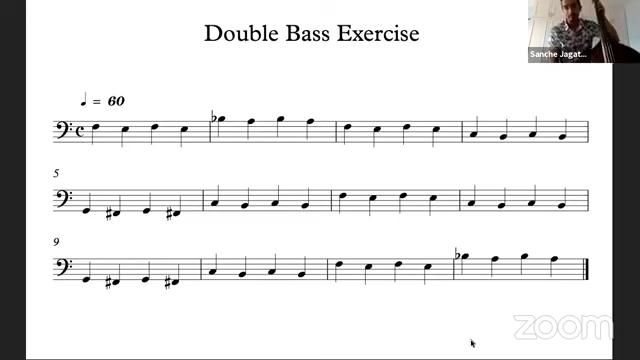 Double Bass Exercise
Sanche Jagat...
♩ = 60
5
9
zoom